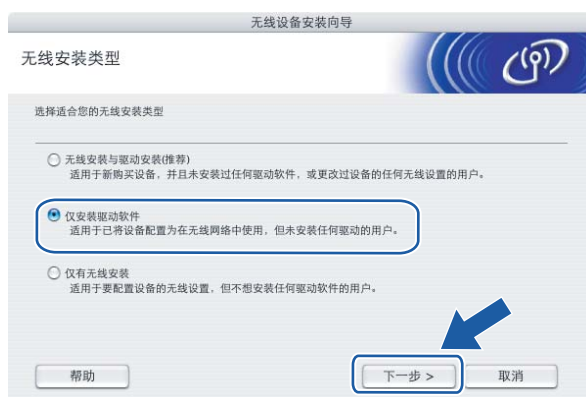 无线设备安装向导
无线安装类型
选择适合您的无线安装类型
无线安装与驱动安装(推荐)
适用于新购买设备，并且未安装过任何驱动软件，或更改过设备的任何无线设置的用户。
仅安装驱动软件
适用于已将设备配置为在无线网络中使用，但未安装任何驱动的用户。
仅有无线安装
适用于要配置设备的无线设置，但不想安装任何驱动软件的用户。
帮助
下一步 >
取消